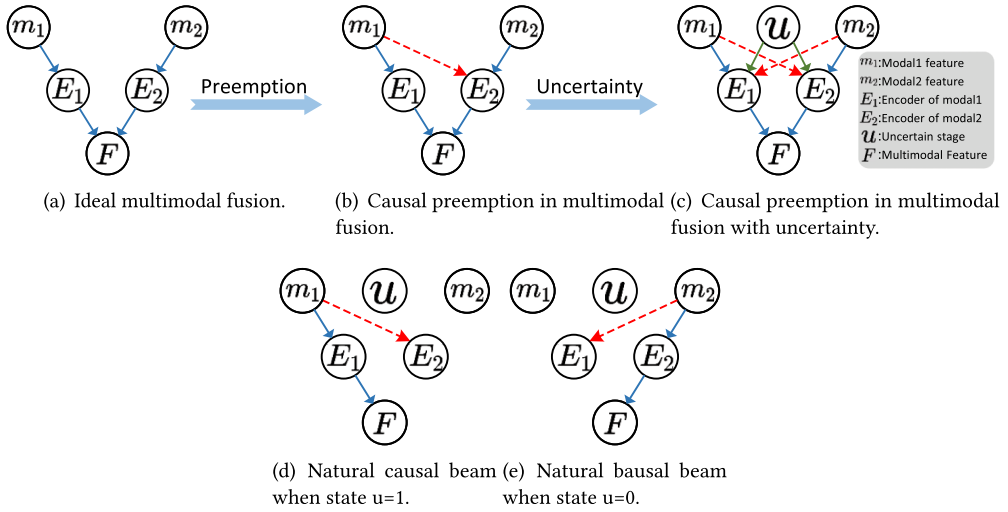 m1 m2 m1 m2 m1 u m2
E1 E2 Preemption E1 E2 Uncertainty E1 E2
F F F
m1:Modal1 feature
m2:Modal2 feature
E1:Encoder of modal1
E2:Encoder of modal2
u:Uncertain stage
F:Multimodal Feature
(a) Ideal multimodal fusion.
(b) Causal preemption in multimodal
fusion.
(c) Causal preemption in multimodal
fusion with uncertainty.
m1 u m2 m1 u m2
E1 E2 E1 E2
F F
(d) Natural causal beam
when state u=1.
(e) Natural bausal beam
when state u=0.